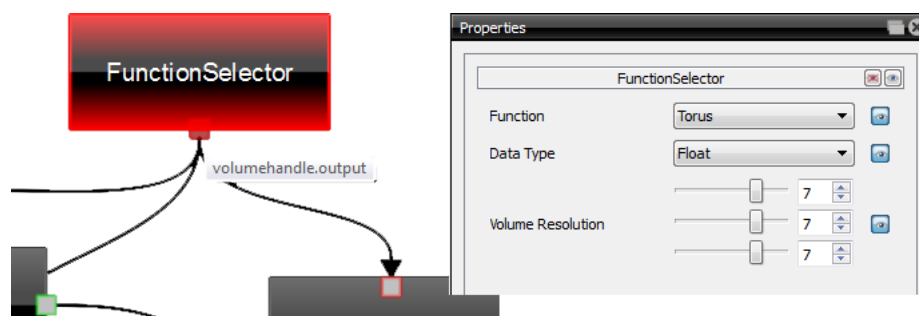 FunctionSelector
volumehandle.output
Properties
FunctionSelector
Function
Torus
Data Type
Float
7
Volume Resolution
7
7